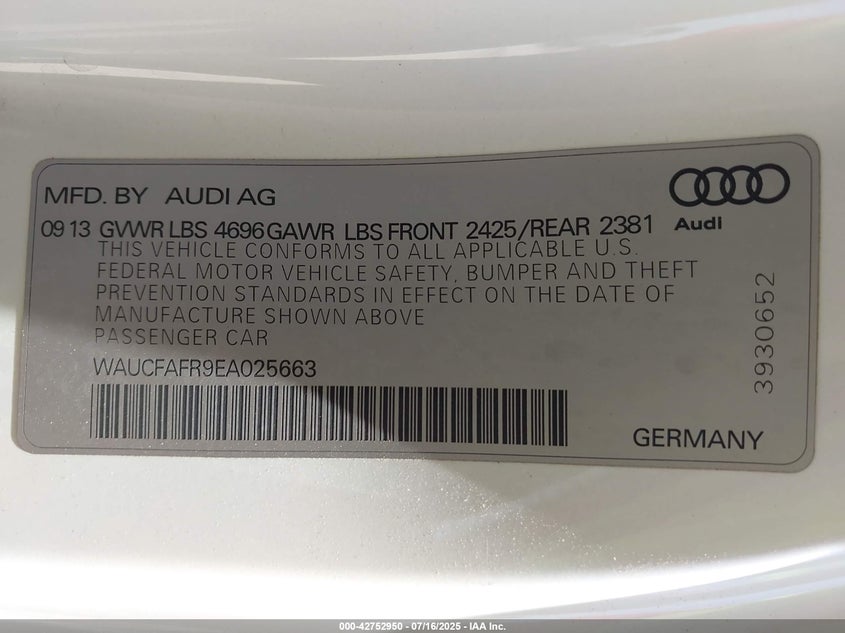 MFD. BY AUDI AG
09 13 GVWR LBS 4696 GAWR LBS FRONT 2425/REAR 2381
Audi
THIS VEHICLE CONFORMS TO ALL APPLICABLE U.S.
FEDERAL MOTOR VEHICLE SAFETY, BUMPER AND THEFT
PREVENTION STANDARDS IN EFFECT ON THE DATE OF
MANUFACTURE SHOWN ABOVE
PASSENGER CAR
WAUCFAFR9EA025663
3930652
GERMANY
000-42752950 - 07/16/2025 - IAA Inc.